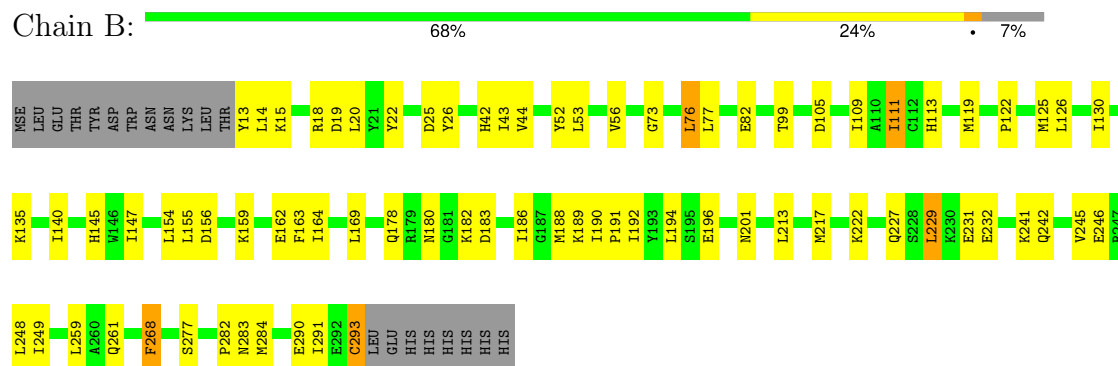 Chain B:
68% 24% • 7%
MSE LEU GLU THR TYR ASP TRP ASN ASN LYS LEU THR Y13 L14 K15 R18 D19 L20 Y21 Y22 D25 Y26 H42 I43 V44 Y52 L53 V56 G73 L76 L77 E82 T99 D105 I109 A110 I111 C112 H113 M119 P122 M125 L126 I130
K135 I140 H145 W146 I147 L154 L155 D156 K159 E162 F163 I164 L169 Q178 R179 N180 G181 K182 D183 I186 G187 M188 K189 I190 P191 I192 Y193 L194 S195 E196 N201 L213 M217 K222 Q227 S228 L229 K230 E231 E232 K241 Q242 V245 E246
L248 I249 L259 A260 Q261 F268 S277 P282 N283 M284 E290 I291 E292 C293 LEU GLU HIS HIS HIS HIS HIS HIS